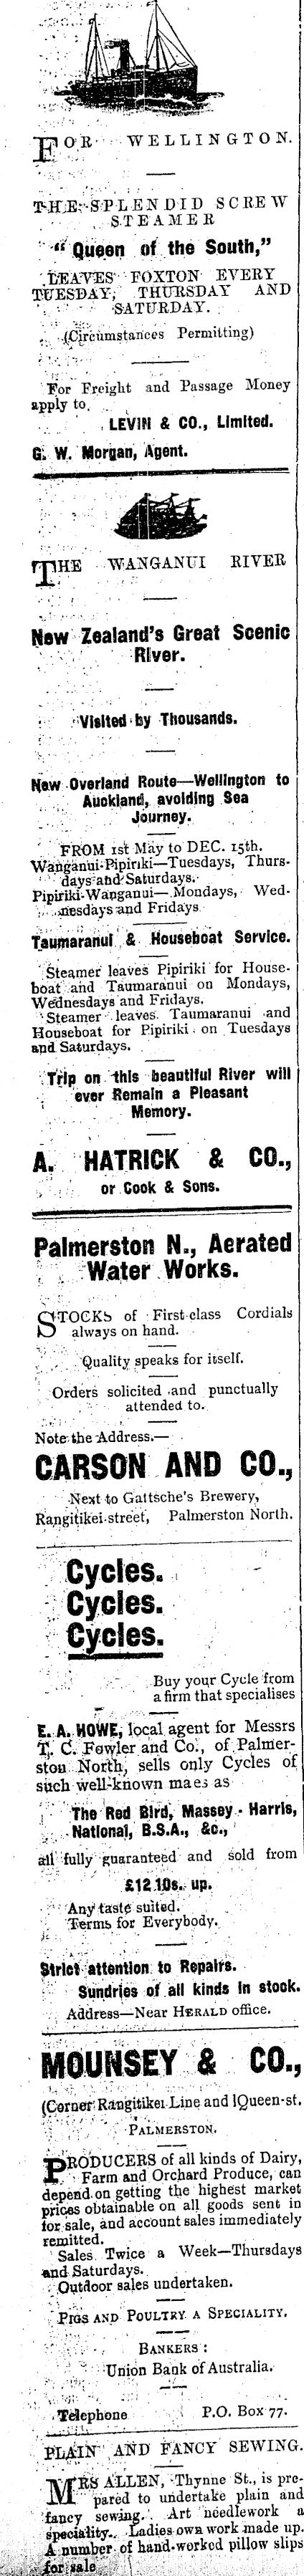 FOR WELLINGTON.
THE SPLENDID SCREW
STEAMER
"Queen of the South,"
LEAVES FOXTON EVERY
TUESDAY, THURSDAY AND
SATURDAY.
(Circumstances Permitting)
For Freight and Passage Money
apply to
LEVIN & CO., Limited.
G. W. Morgan, Agent.
THE WANGANUI RIVER
New Zealand's Great Scenic
River.
Visited by Thousands.
New Overland Route—Wellington to
Auckland, avoiding Sea
Journey.
FROM 1st May to DEC. 15th.
Wanganui-Pipiriki—Tuesdays, Thurs-
days and Saturdays.
Pipiriki-Wanganui—Mondays, Wed-
nesdays and Fridays
Taumaranui & Houseboat Service.
Steamer leaves Pipiriki for House-
boat and Taumaranui on Mondays,
Wednesdays and Fridays.
Steamer leaves Taumaranui and
Houseboat for Pipiriki on Tuesdays
and Saturdays.
Trip on this beautiful River will
ever Remain a Pleasant
Memory.
A. HATRICK & CO.,
or Cook & Sons.
Palmerston N., Aerated
Water Works.
STOCKS of First-class Cordials
always on hand.
Quality speaks for itself.
Orders solicited and punctually
attended to.
Note the Address.—
CARSON AND CO.,
Next to Gattsche's Brewery,
Rangitikei-street, Palmerston North.
Cycles.
Cycles.
Cycles.
Buy your Cycle from
a firm that specialises
E. A. HOWE, local agent for Messrs
T. C. Fowler and Co., of Palmer-
ston North, sells only Cycles of
such well-known maes as
The Red Bird, Massey-Harris,
National, B.S.A., &c.,
all fully guaranteed and sold from
£12 10s. up.
Any taste suited.
Terms for Everybody.
Strict attention to Repairs.
Sundries of all kinds in stock.
Address—Near HERALD office.
MOUNSEY & CO.,
(Corner Rangitikei Line and Queen-st.
PALMERSTON.
PRODUCERS of all kinds of Dairy,
Farm and Orchard Produce, can
depend on getting the highest market
prices obtainable on all goods sent in
for sale, and account sales immediately
remitted.
Sales Twice a Week—Thursdays
and Saturdays.
Outdoor sales undertaken.
PIGS AND POULTRY A SPECIALITY.
BANKERS:
Union Bank of Australia.
Telephone P.O. Box 77.
PLAIN AND FANCY SEWING.
MRS ALLEN, Thynne St., is pre-
pared to undertake plain and
fancy sewing. Art needlework a
speciality. Ladies own work made up.
A number of hand-worked pillow slips
for sale